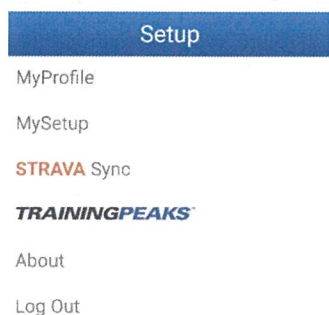 Setup
MyProfile
MySetup
STRAVA Sync
TRAININGPEAKS
About
Log Out